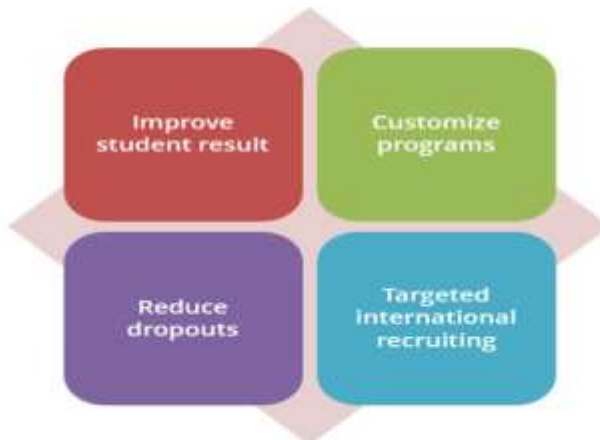 Improve
student result
Customize
programs
Reduce
dropouts
Targeted
international
recruiting